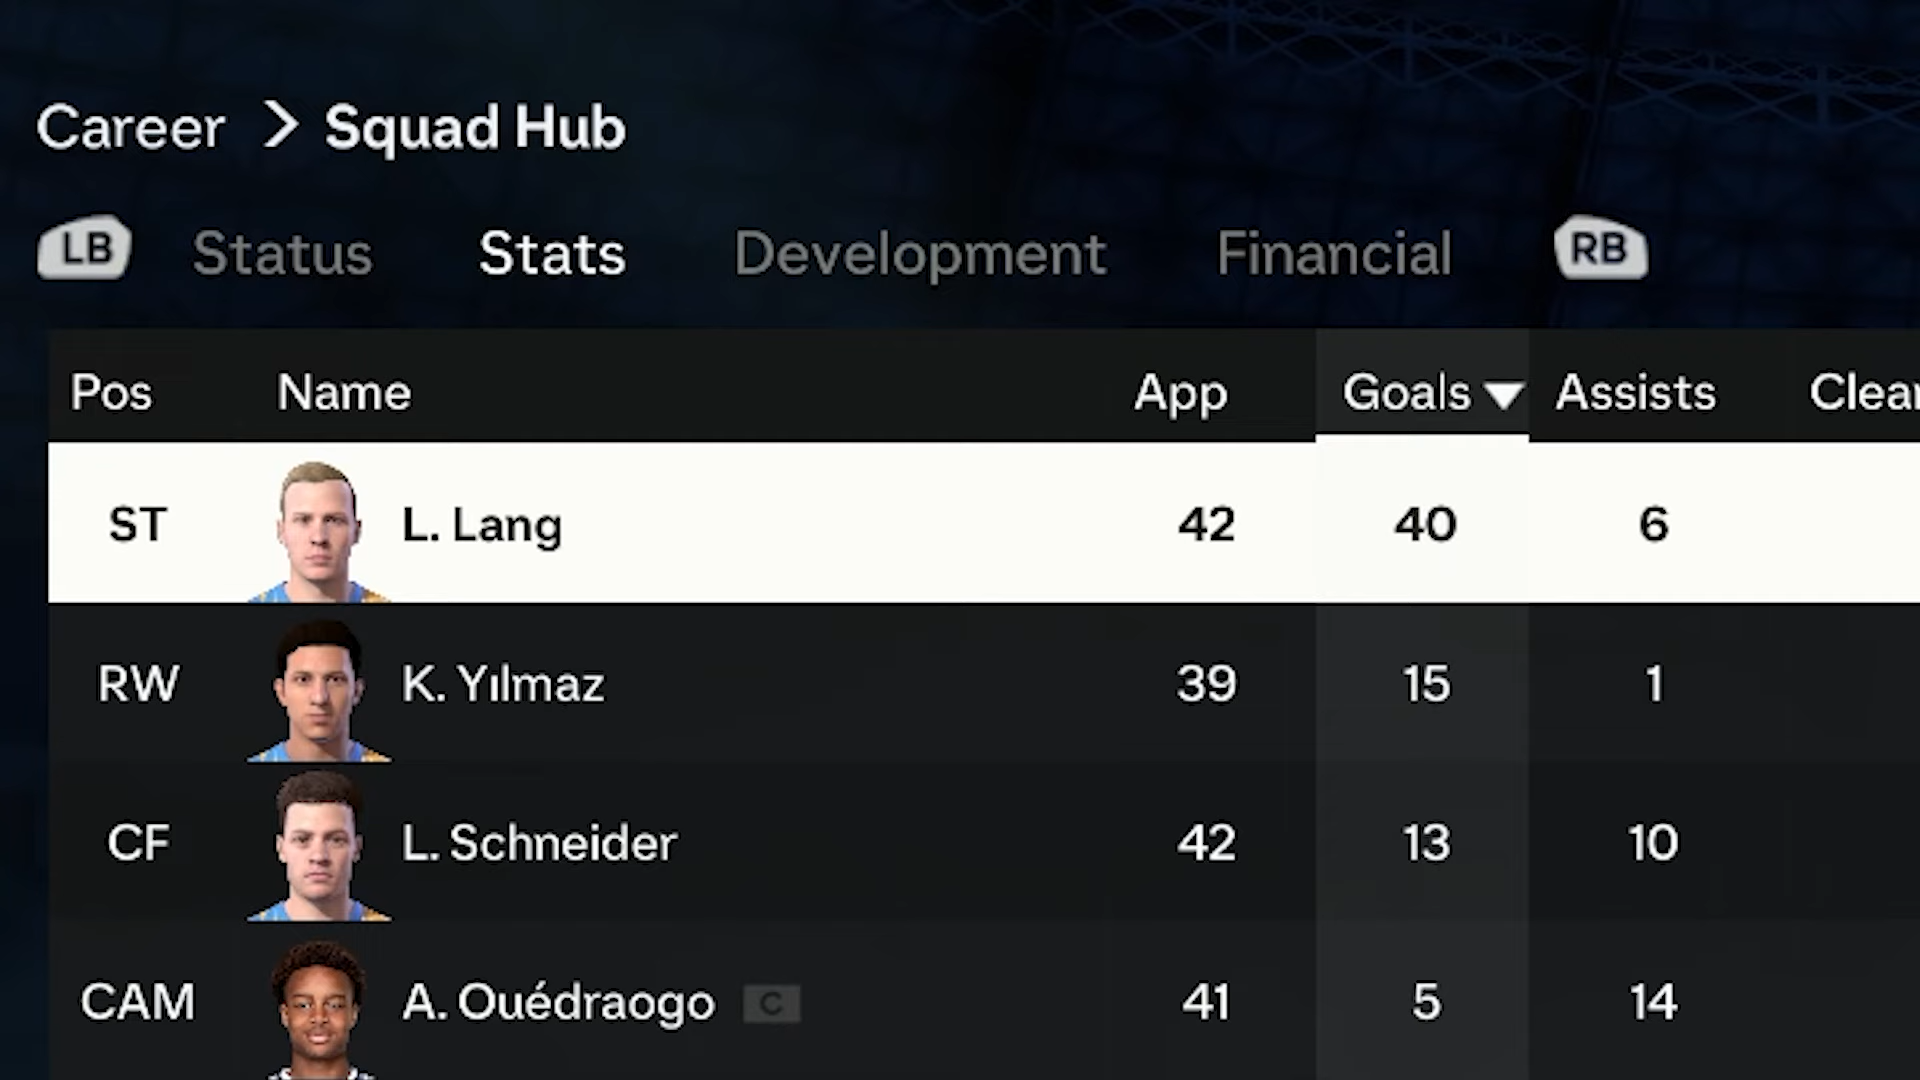 Career > Squad Hub
LB Status Stats Development Financial RB
Pos Name App Goals ▼ Assists Clear
ST L. Lang 42 40 6
RW K. Yılmaz 39 15 1
CF L. Schneider 42 13 10
CAM A. Ouédraogo C 41 5 14